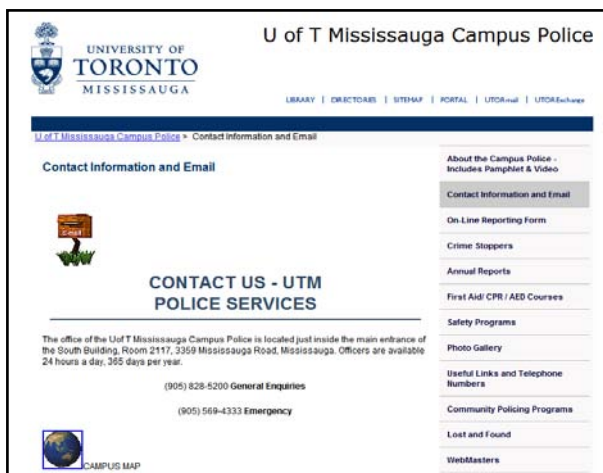 UNIVERSITY OF
TORONTO
MISSISSAUGA
U of T Mississauga Campus Police
LIBRARY | DIRECTORIES | SITEMAP | PORTAL | UTORmail | UTORExchange
U of T Mississauga Campus Police > Contact Information and Email
Contact Information and Email
E-Mail
CONTACT US - UTM
POLICE SERVICES
The office of the UofT Mississauga Campus Police is located just inside the main entrance of
the South Building, Room 2117, 3359 Mississauga Road, Mississauga. Officers are available
24 hours a day, 365 days per year.
(905) 828-5200 General Enquiries
(905) 569-4333 Emergency
CAMPUS MAP
About the Campus Police -
Includes Pamphlet & Video
Contact Information and Email
On-Line Reporting Form
Crime Stoppers
Annual Reports
First Aid/ CPR / AED Courses
Safety Programs
Photo Gallery
Useful Links and Telephone
Numbers
Community Policing Programs
Lost and Found
WebMasters